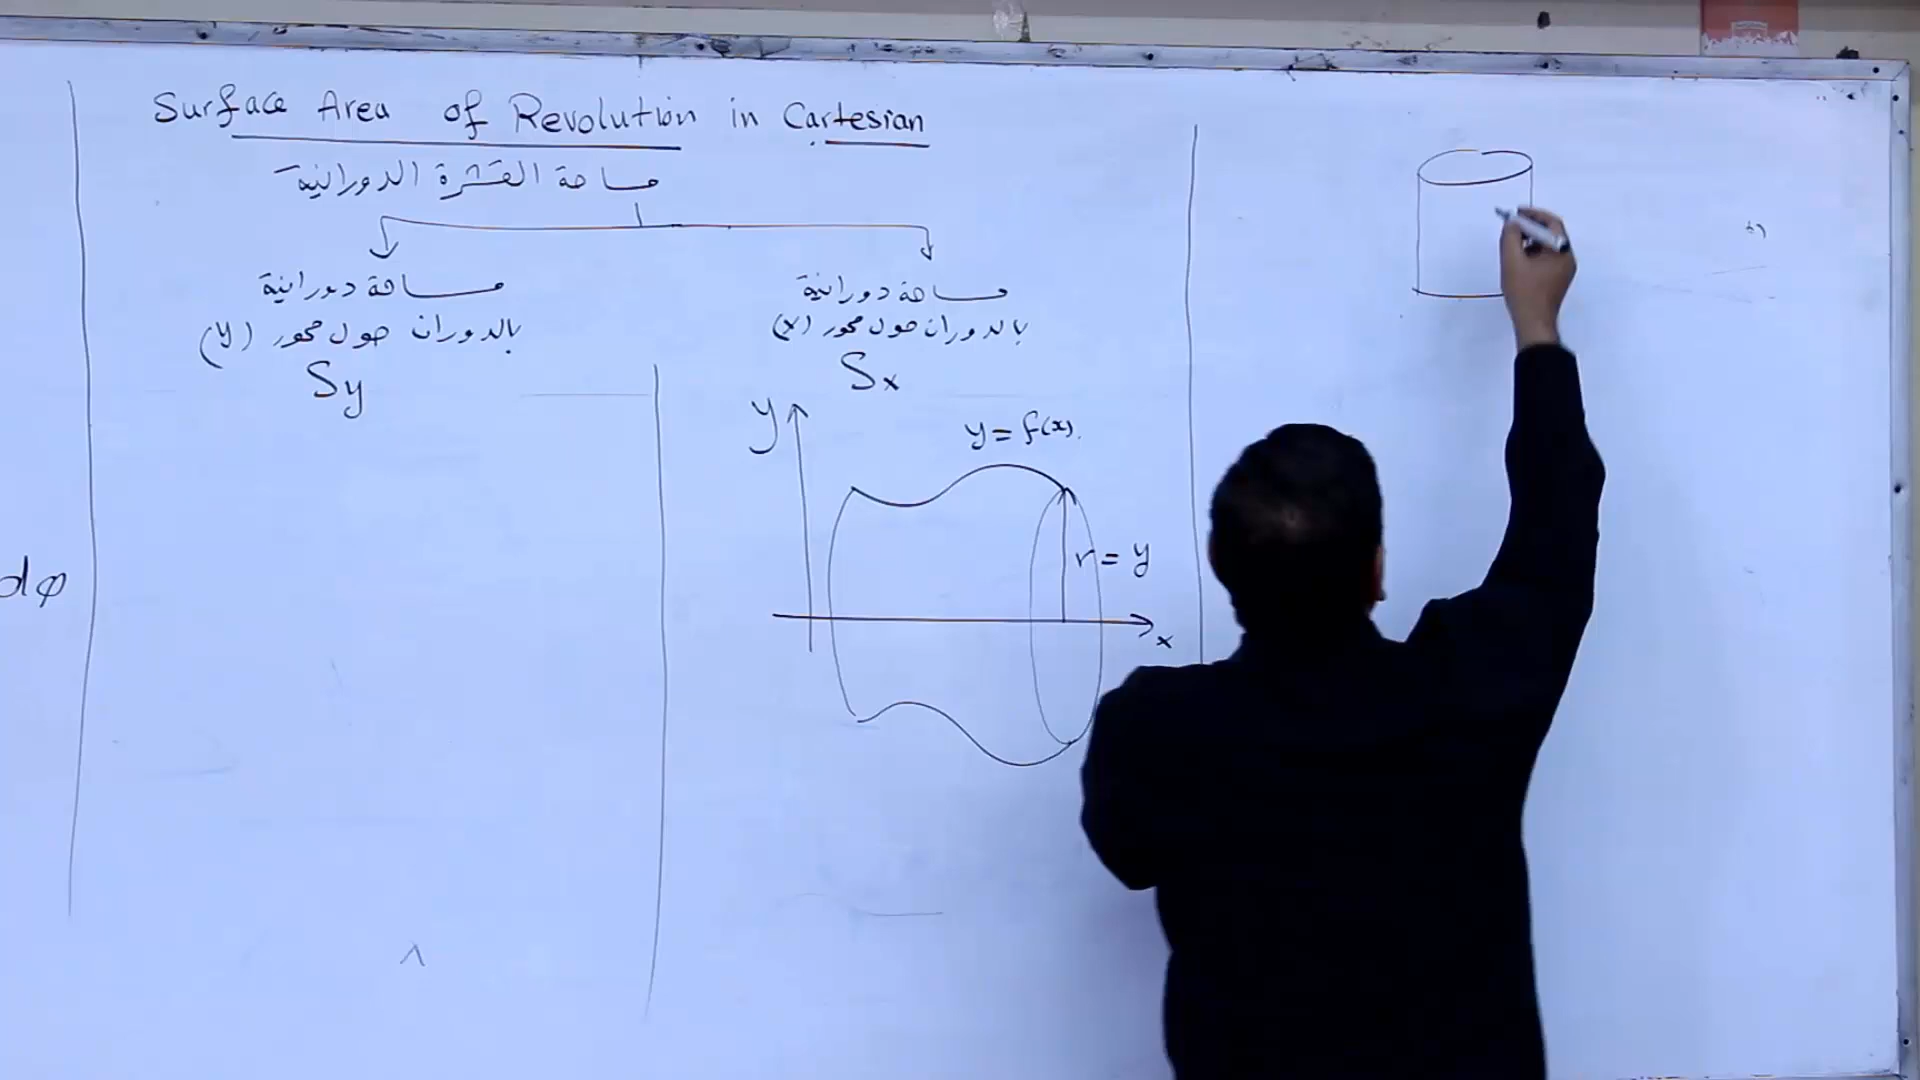 Surface Area of Revolution in Cartesian
مساحة القشرة الدورانية
مساحة دورانية
بالدوران حول محور (x)
Sx
مساحة دورانية
بالدوران حول محور (y)
Sy
y
y = f(x).
r = y
x
dφ